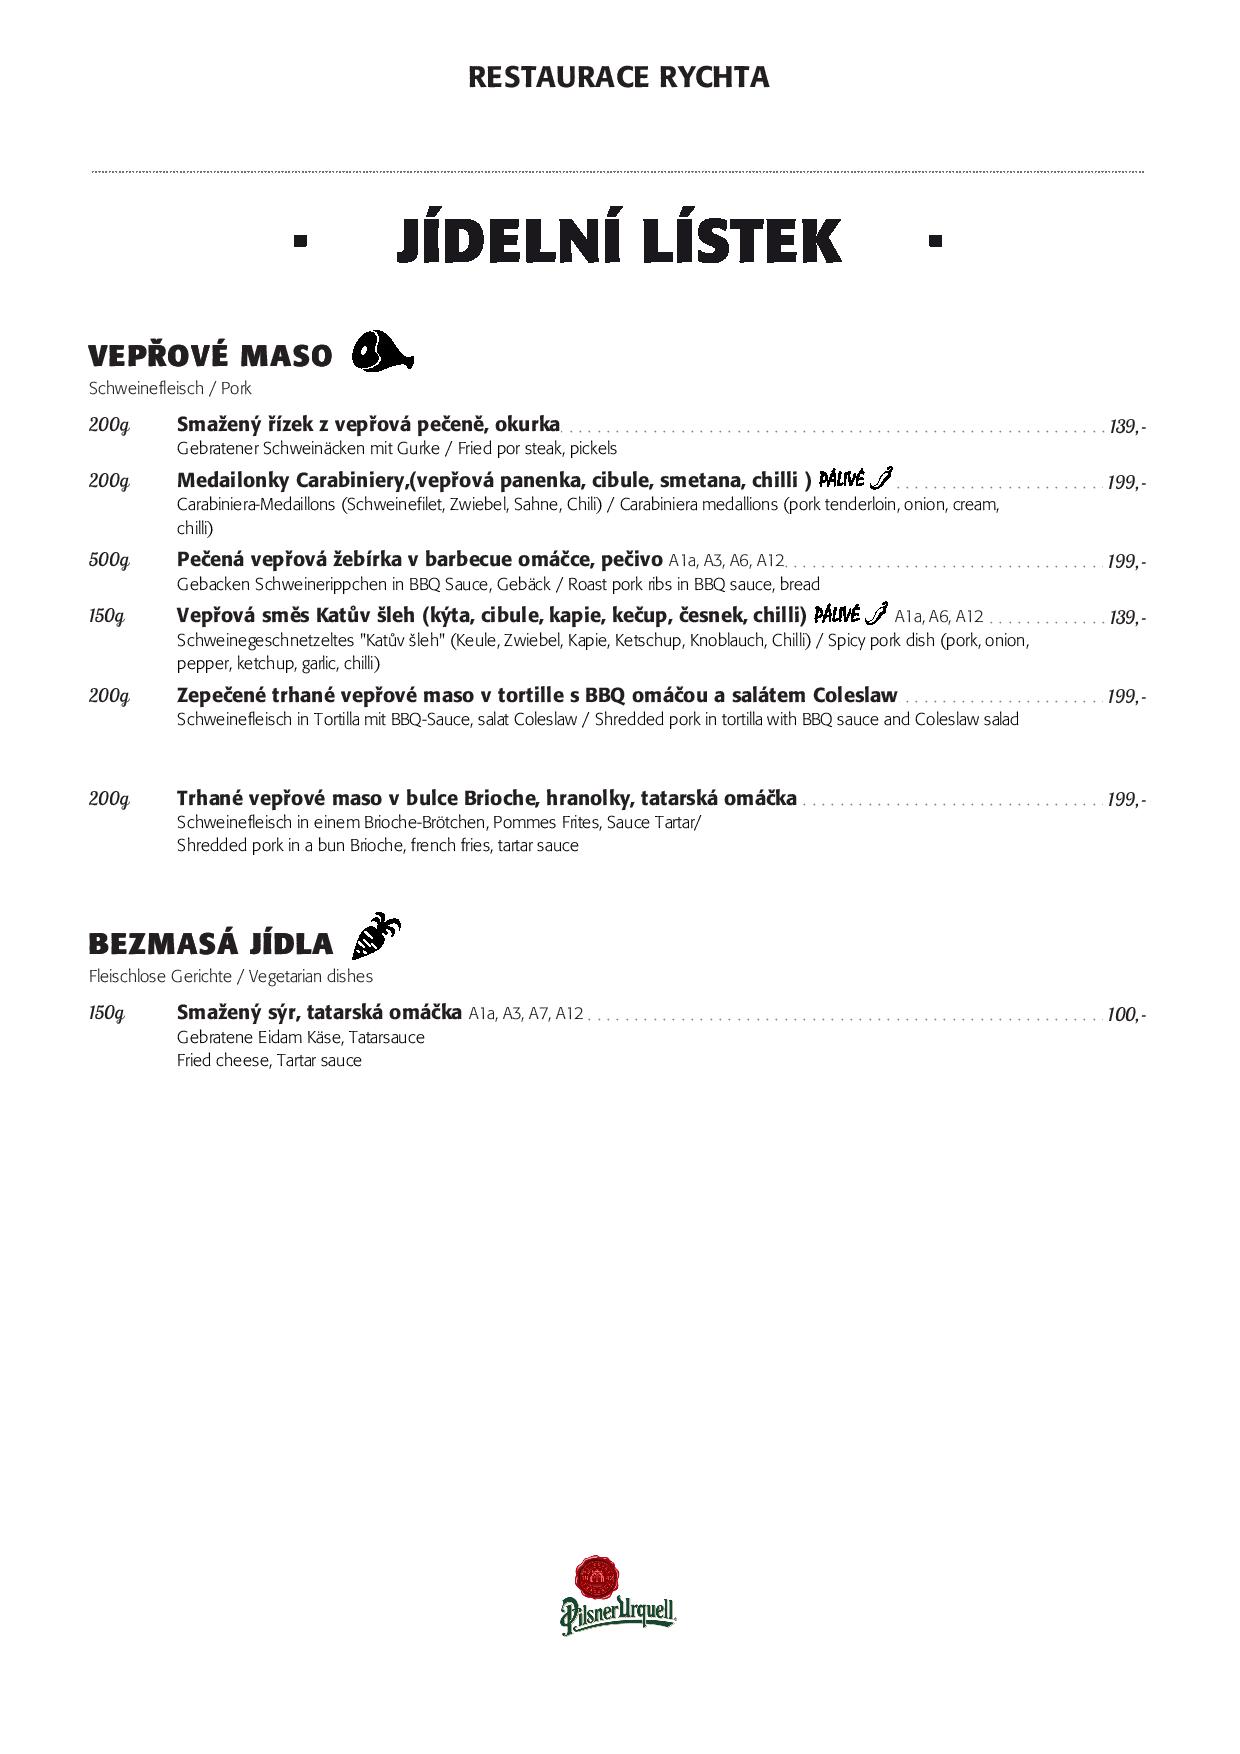 RESTAURACE RYCHTA
JÍDELNÍ LÍSTEK
VEPŘOVÉ MASO
Schweinefleisch / Pork
200g Smažený řízek z vepřová pečeně, okurka 139,-
Gebratener Schweinäcken mit Gurke / Fried por steak, pickels
200g Medailonky Carabiniery,(vepřová panenka, cibule, smetana, chilli ) PÁLIVÉ 199,-
Carabiniera-Medaillons (Schweinefilet, Zwiebel, Sahne, Chili) / Carabiniera medallions (pork tenderloin, onion, cream,
chilli)
500g Pečená vepřová žebírka v barbecue omáčce, pečivo A1a, A3, A6, A12 199,-
Gebacken Schweinerippchen in BBQ Sauce, Gebäck / Roast pork ribs in BBQ sauce, bread
150g Vepřová směs Katův šleh (kýta, cibule, kapie, kečup, česnek, chilli) PÁLIVÉ A1a, A6, A12 139,-
Schweinegeschnetzeltes "Katův šleh" (Keule, Zwiebel, Kapie, Ketschup, Knoblauch, Chilli) / Spicy pork dish (pork, onion,
pepper, ketchup, garlic, chilli)
200g Zepečené trhané vepřové maso v tortille s BBQ omáčou a salátem Coleslaw 199,-
Schweinefleisch in Tortilla mit BBQ-Sauce, salat Coleslaw / Shredded pork in tortilla with BBQ sauce and Coleslaw salad
200g Trhané vepřové maso v bulce Brioche, hranolky, tatarská omáčka 199,-
Schweinefleisch in einem Brioche-Brötchen, Pommes Frites, Sauce Tartar/
Shredded pork in a bun Brioche, french fries, tartar sauce
BEZMASÁ JÍDLA
Fleischlose Gerichte / Vegetarian dishes
150g Smažený sýr, tatarská omáčka A1a, A3, A7, A12 100,-
Gebratene Eidam Käse, Tatarsauce
Fried cheese, Tartar sauce
Pilsner Urquell